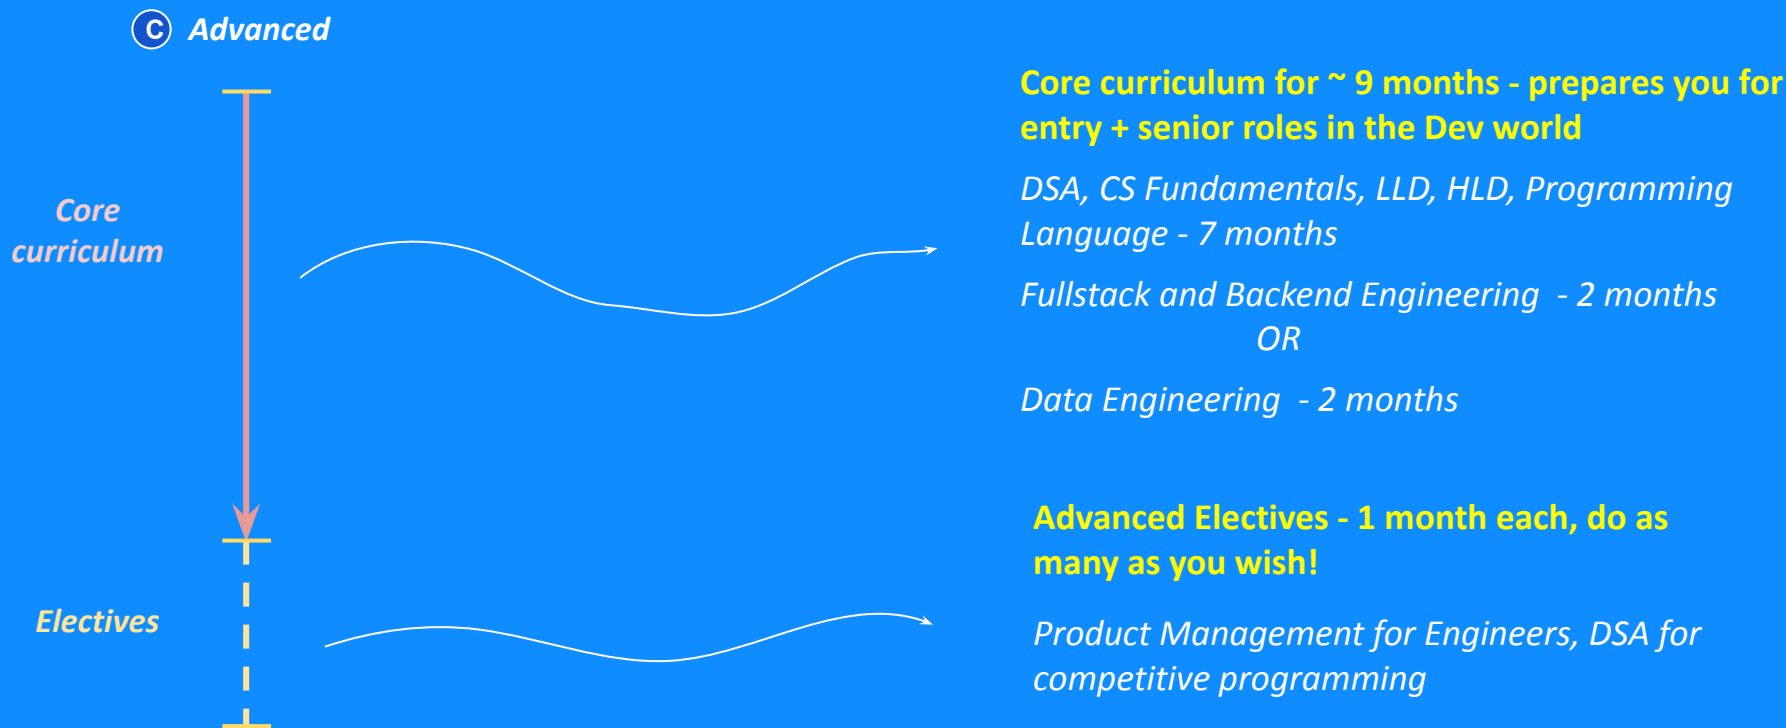 C Advanced
Core curriculum for ~ 9 months - prepares you for
entry + senior roles in the Dev world
Core
curriculum
DSA, CS Fundamentals, LLD, HLD, Programming
Language - 7 months
Fullstack and Backend Engineering - 2 months
OR
Data Engineering - 2 months
Advanced Electives - 1 month each, do as
many as you wish!
Electives
Product Management for Engineers, DSA for
competitive programming